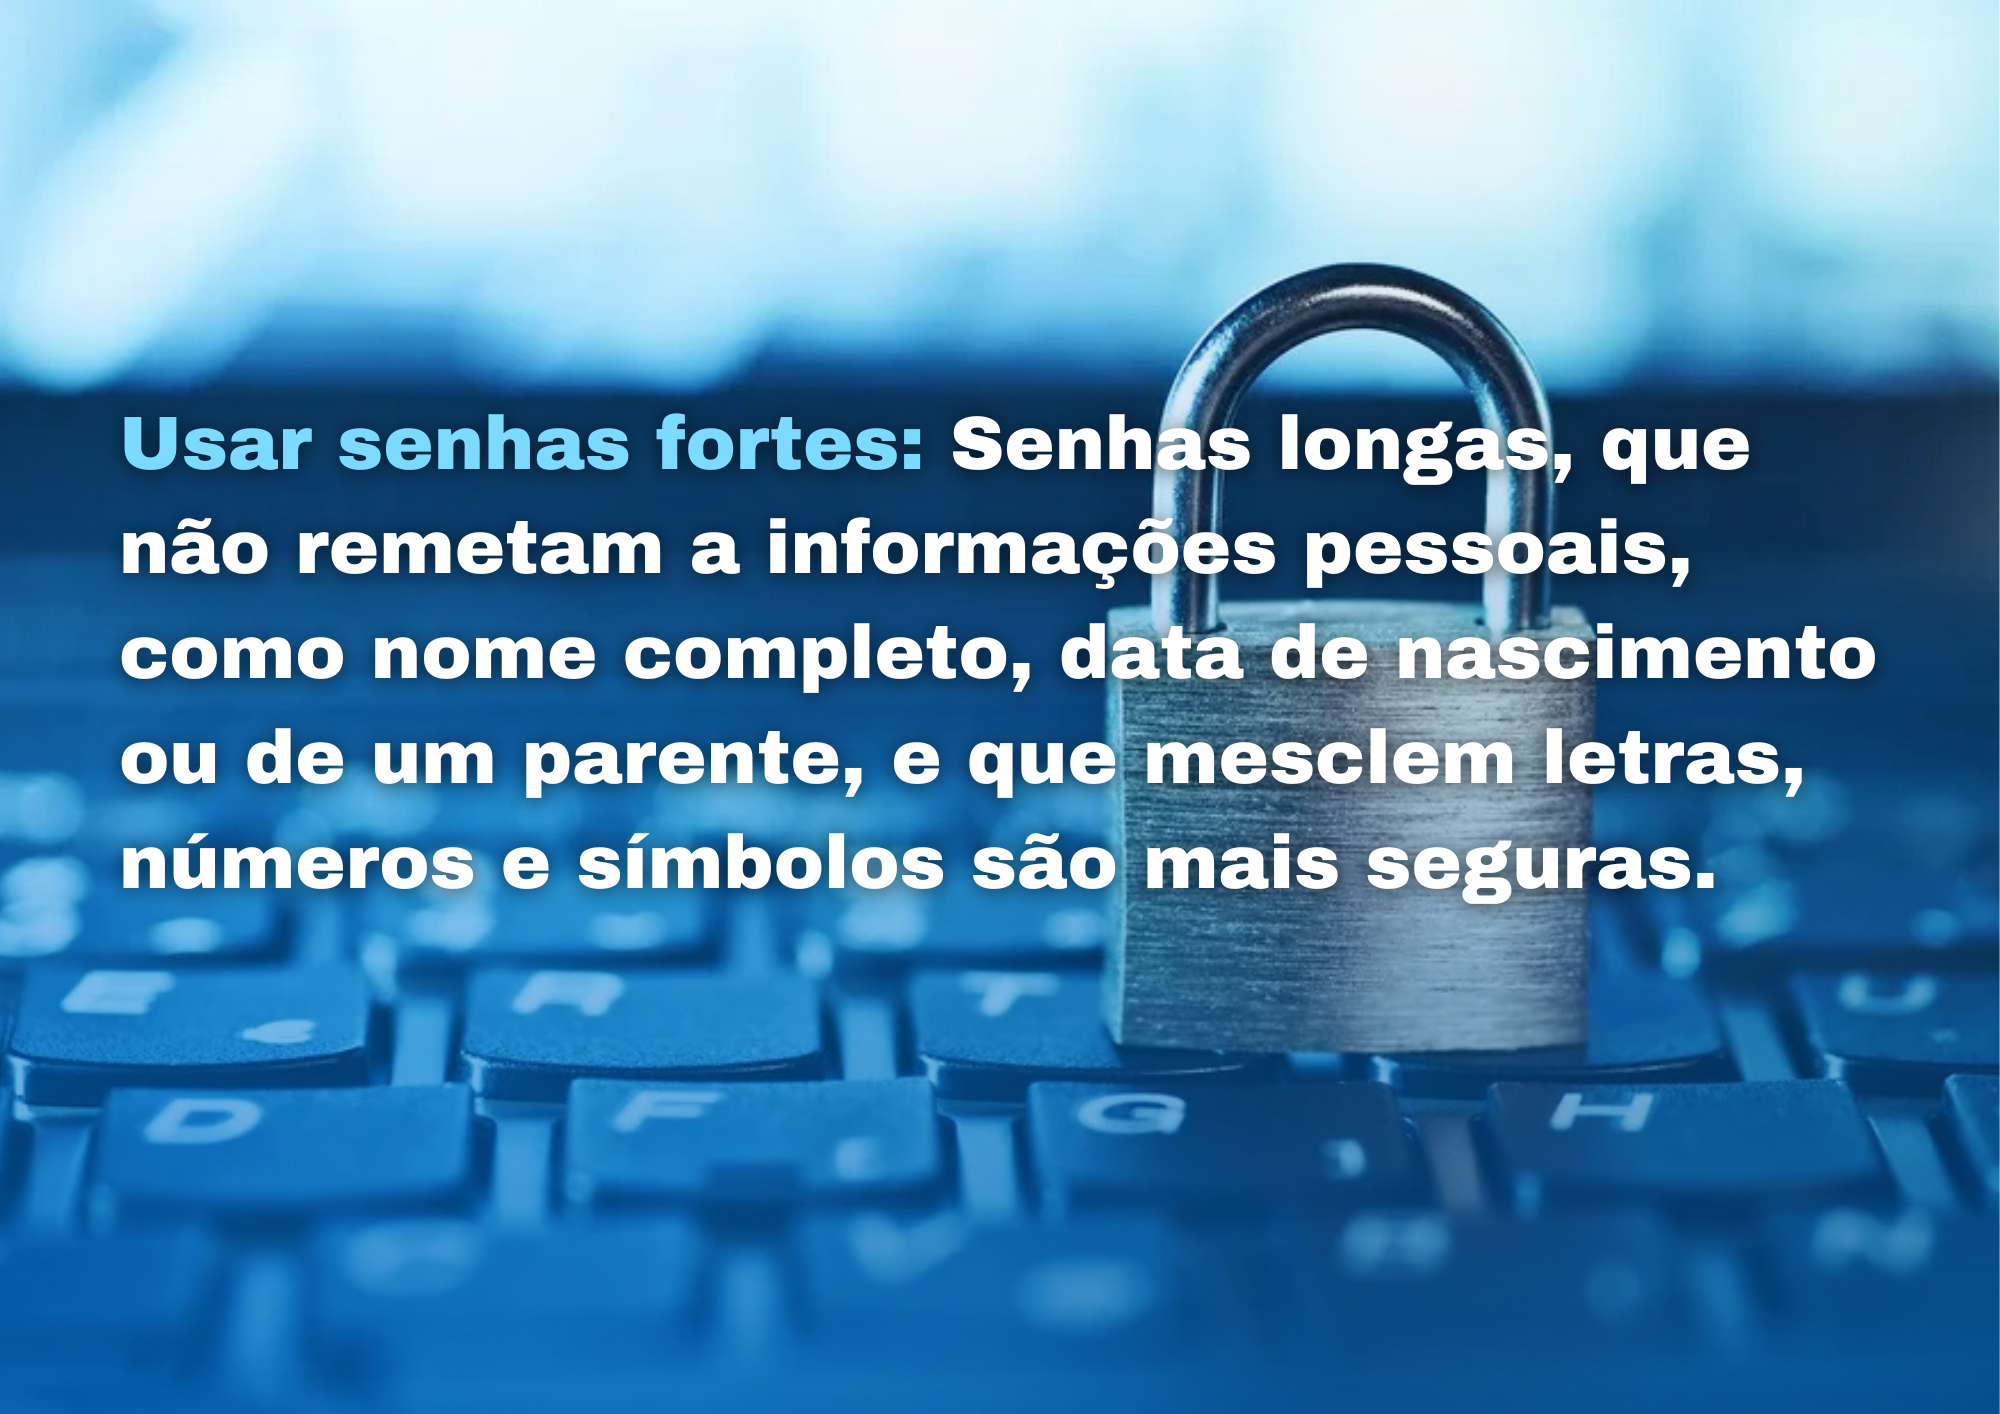 Usar senhas fortes: Senhas longas, que
não remetam a informações pessoais,
como nome completo, data de nascimento
ou de um parente, e que mesclem letras,
números e símbolos são mais seguras.
E
R
T
U
D
F
G
H